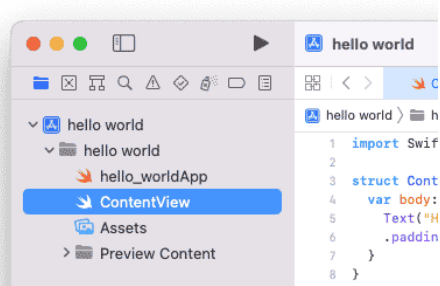 hello world
hello world
hello world
hello_worldApp
ContentView
Assets
Preview Content
hello world
1 import Swif
2
3 struct Cont
4 var body:
5 Text("H
6 .paddin
7 }
8 }